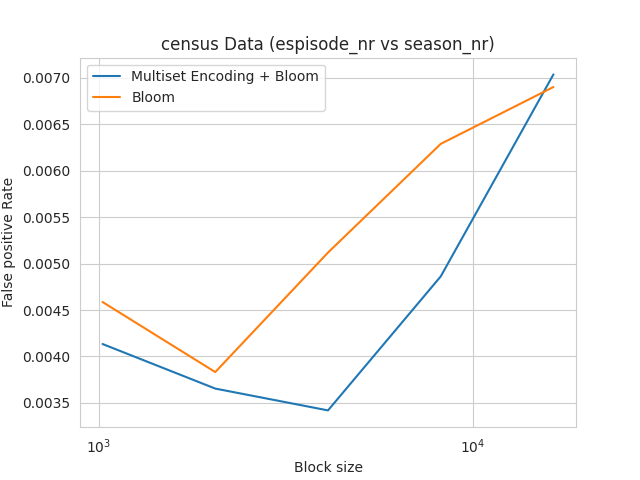 census Data (espisode_nr vs season_nr)
Multiset Encoding + Bloom
Bloom
0.0070
0.0065
0.0060
0.0055
0.0050
0.0045
0.0040
0.0035
False positive Rate
10³
10⁴
Block size